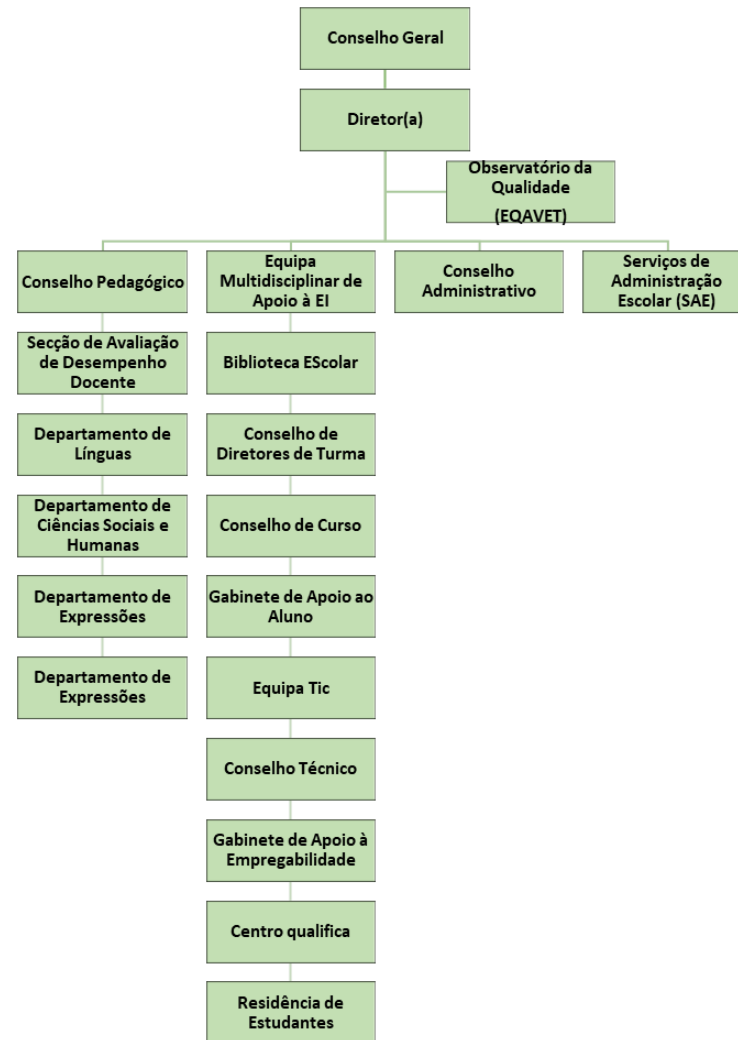 Conselho Geral
Diretor(a)
Observatório da
Qualidade
(EQAVET)
Conselho Pedagógico
Equipa
Multidisciplinar de
Apoio à EI
Conselho
Administrativo
Serviços de
Administração
Escolar (SAE)
Secção de Avaliação
de Desempenho
Docente
Biblioteca EScolar
Departamento de
Línguas
Conselho de
Diretores de Turma
Departamento de
Ciências Sociais e
Humanas
Conselho de Curso
Departamento de
Expressões
Gabinete de Apoio ao
Aluno
Departamento de
Expressões
Equipa Tic
Conselho Técnico
Gabinete de Apoio à
Empregabilidade
Centro qualifica
Residência de
Estudantes